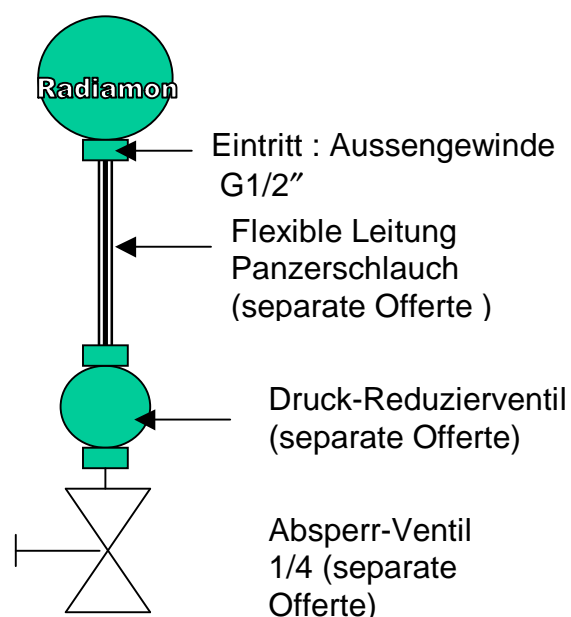 Radiamon
Eintritt : Aussengewinde
G1/2″
Flexible Leitung
Panzerschlauch
(separate Offerte )
Druck-Reduzierventil
(separate Offerte)
Absperr-Ventil
1/4 (separate
Offerte)